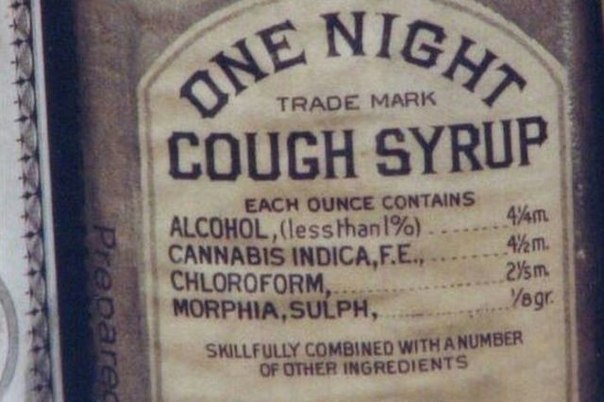 ONE NIGHT
TRADE MARK
COUGH SYRUP
EACH OUNCE CONTAINS
ALCOHOL,(less than 1%) ........ 4¼m.
CANNABIS INDICA,F.E., ........ 4½m.
CHLOROFORM, ........ 2⅕m.
MORPHIA,SULPH, ........ ⅛gr.
SKILLFULLY COMBINED WITH A NUMBER
OF OTHER INGREDIENTS
Prepared